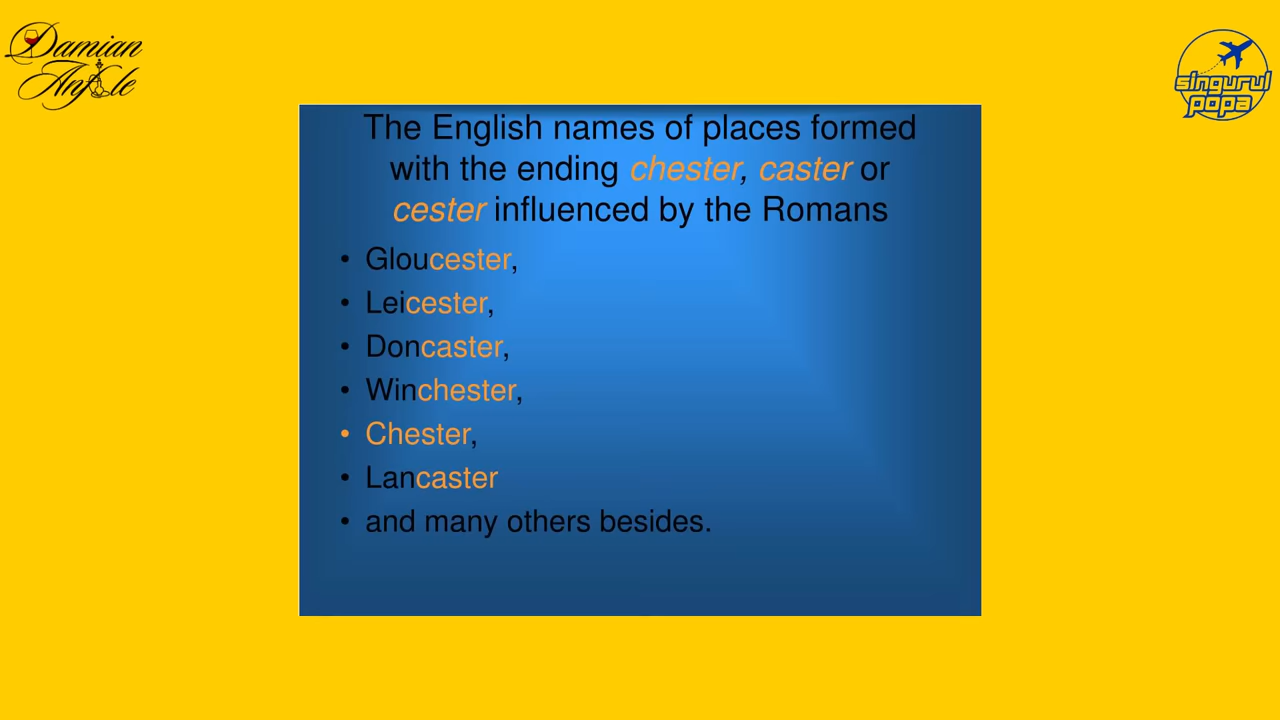 Damian
singurul
popa
The English names of places formed
with the ending chester, caster or
cester influenced by the Romans
• Gloucester,
• Leicester,
• Doncaster,
• Winchester,
• Chester,
• Lancaster
• and many others besides.